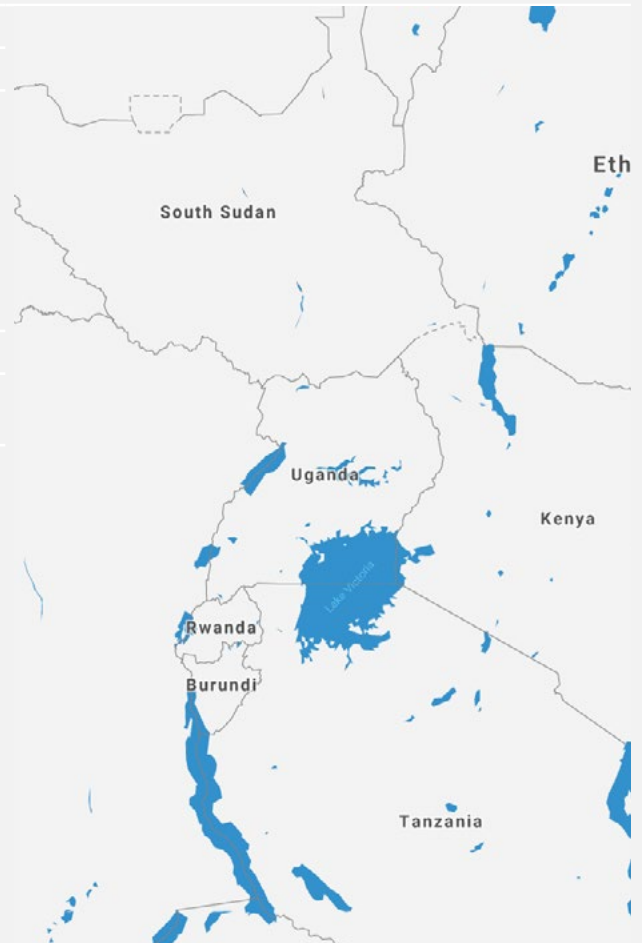 Eth
South Sudan
Uganda
Kenya
Lake Victoria
Rwanda
Burundi
Tanzania